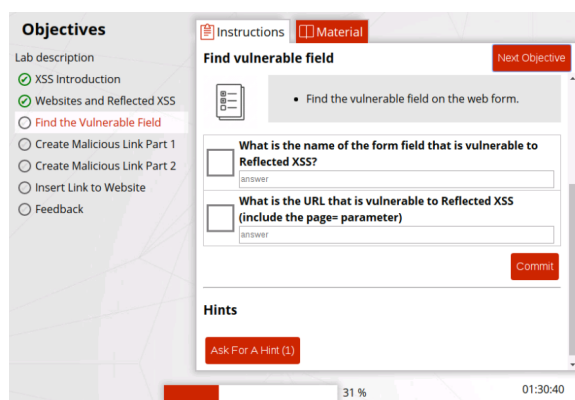 Objectives
Lab description
XSS Introduction
Websites and Reflected XSS
Find the Vulnerable Field
Create Malicious Link Part 1
Create Malicious Link Part 2
Insert Link to Website
Feedback
Instructions
Material
Find vulnerable field
Next Objective
Find the vulnerable field on the web form.
What is the name of the form field that is vulnerable to
Reflected XSS?
answer
What is the URL that is vulnerable to Reflected XSS
(include the page= parameter)
answer
Commit
Hints
Ask For A Hint (1)
31 %
01:30:40